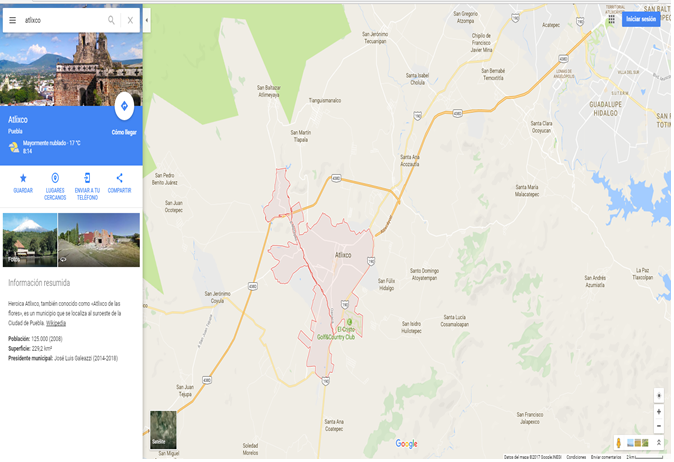 atlixco
Atlixco
Puebla
Cómo llegar
Mayormente nublado · 17 °C
8:14
GUARDAR
LUGARES
CERCANOS
ENVIAR A TU
TELÉFONO
COMPARTIR
Fotos
Información resumida
Heroica Atlixco, también conocido como «Atlixco de las
flores», es un municipio que se localiza al suroeste de la
Ciudad de Puebla. Wikipedia
Población: 125.000 (2008)
Superficie: 229,2 km²
Presidente municipal: José Luis Galeazzi (2014-2018)
Iniciar sesión
San Gregorio
Atzompa
Acatepec
San Jerónimo
Tecuanipan
Chipilo de
Francisco
Javier Mina
San Bernabé
Temoxtitla
Santa Isabel
Cholula
LOMAS DE
ANGELÓPOLIS
VILLA DEL SUR
GUADALUPE
HIDALGO
San Baltazar
Atlimeyaya
Tianguismanalco
San Martín
Tlapala
Santa Clara
Ocoyucan
Santa Ana
Acozautla
San Pedro
Benito Juárez
Santa María
Malacatepec
San Juan
Ocotepec
Atlixco
Santo Domingo
Atoyatempan
San Félix
Hidalgo
La Paz
Tlaxcolpan
San Andrés
Azumiatla
San Jerónimo
Coyula
Santa Lucía
Cosamaloapan
San Isidro
Huilotepec
El Cristo
Golf&Country Club
San Juan
Tejupa
San Francisco
Jalapexco
Santa Ana
Coatepec
Soledad
Morelos
San Miguel
190
438D
Satélite
Google
Datos del mapa ©2017 Google, INEGI
Condiciones
Enviar comentarios
2 km